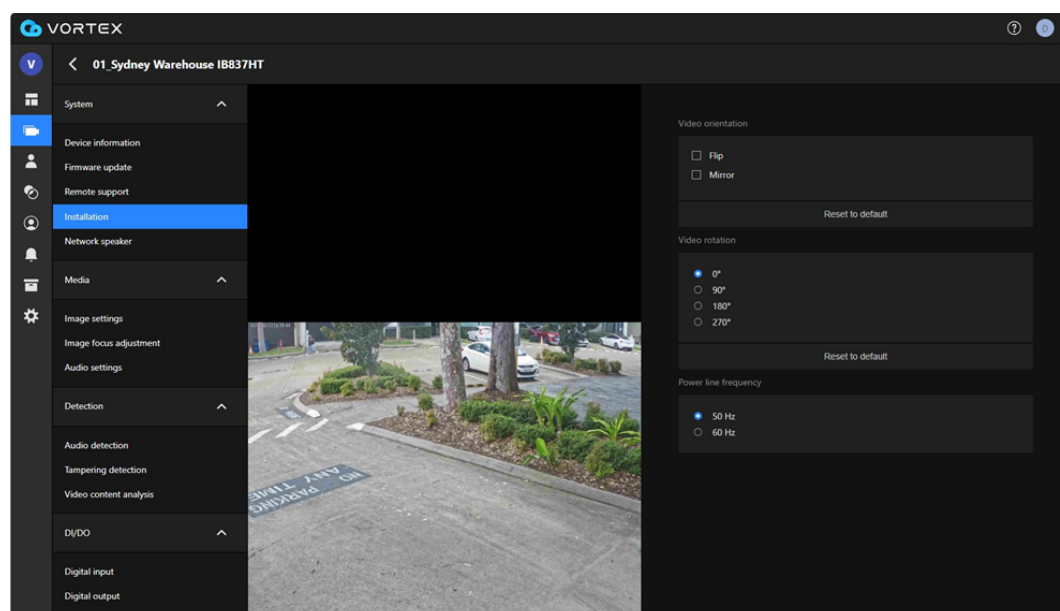 VORTEX
?
D
V
01_Sydney Warehouse IB837HT
System
Device information
Firmware update
Remote support
Installation
Network speaker
Media
Image settings
Image focus adjustment
Audio settings
Detection
Audio detection
Tampering detection
Video content analysis
DI/DO
Digital input
Digital output
NO
PARKING
ANY TIME
Video orientation
Flip
Mirror
Reset to default
Video rotation
0°
90°
180°
270°
Reset to default
Power line frequency
50 Hz
60 Hz